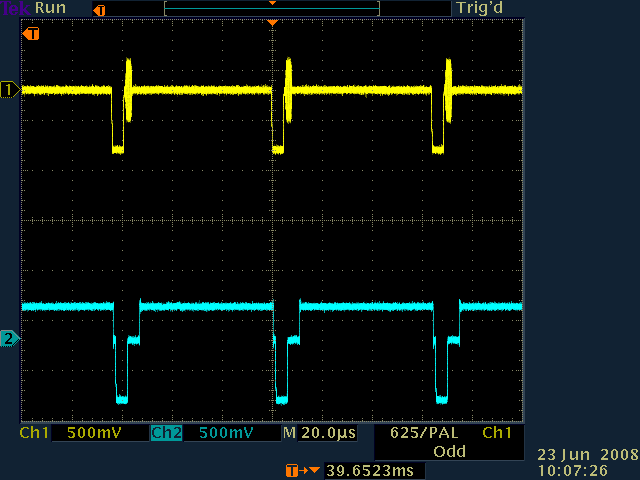 Tek Run T Trig'd
T
1
2
Ch1 500mV Ch2 500mV M 20.0µs 625/PAL Ch1
Odd
T 39.6523ms
23 Jun 2008
10:07:26